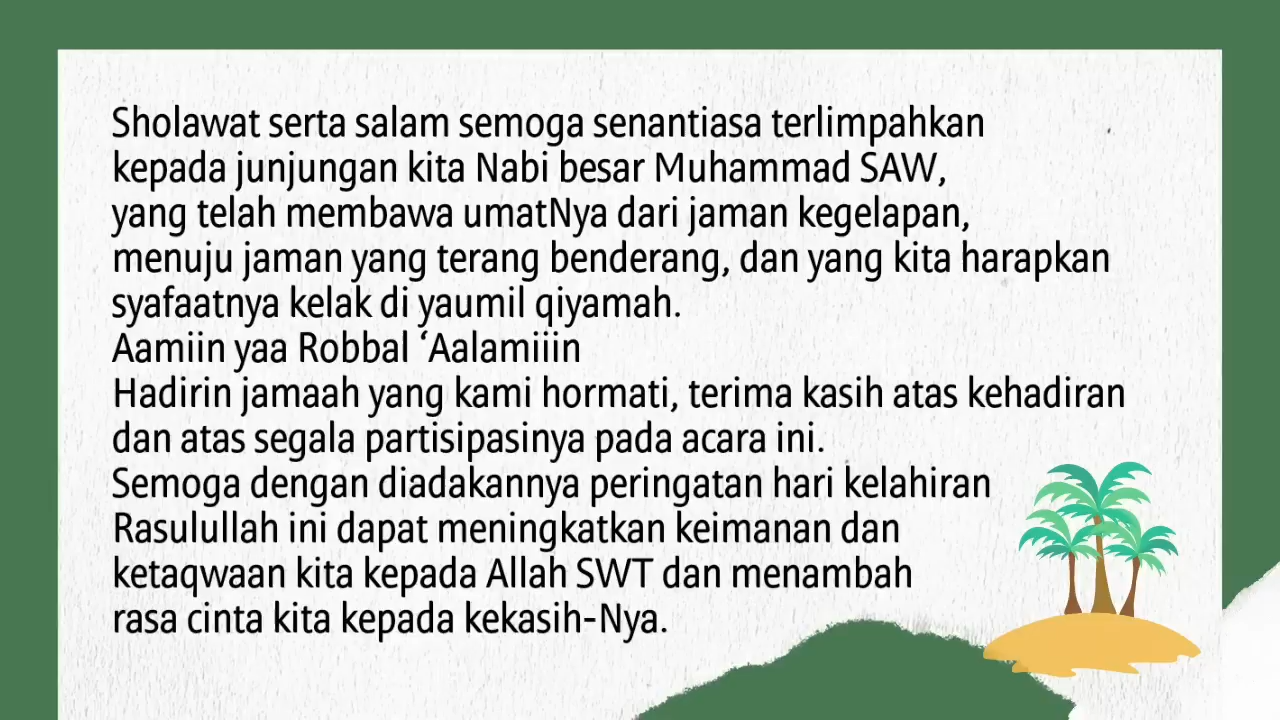 Sholawat serta salam semoga senantiasa terlimpahkan
kepada junjungan kita Nabi besar Muhammad SAW,
yang telah membawa umatNya dari jaman kegelapan,
menuju jaman yang terang benderang, dan yang kita harapkan
syafaatnya kelak di yaumil qiyamah.
Aamiin yaa Robbal ‘Aalamiiin
Hadirin jamaah yang kami hormati, terima kasih atas kehadiran
dan atas segala partisipasinya pada acara ini.
Semoga dengan diadakannya peringatan hari kelahiran
Rasulullah ini dapat meningkatkan keimanan dan
ketaqwaan kita kepada Allah SWT dan menambah
rasa cinta kita kepada kekasih-Nya.